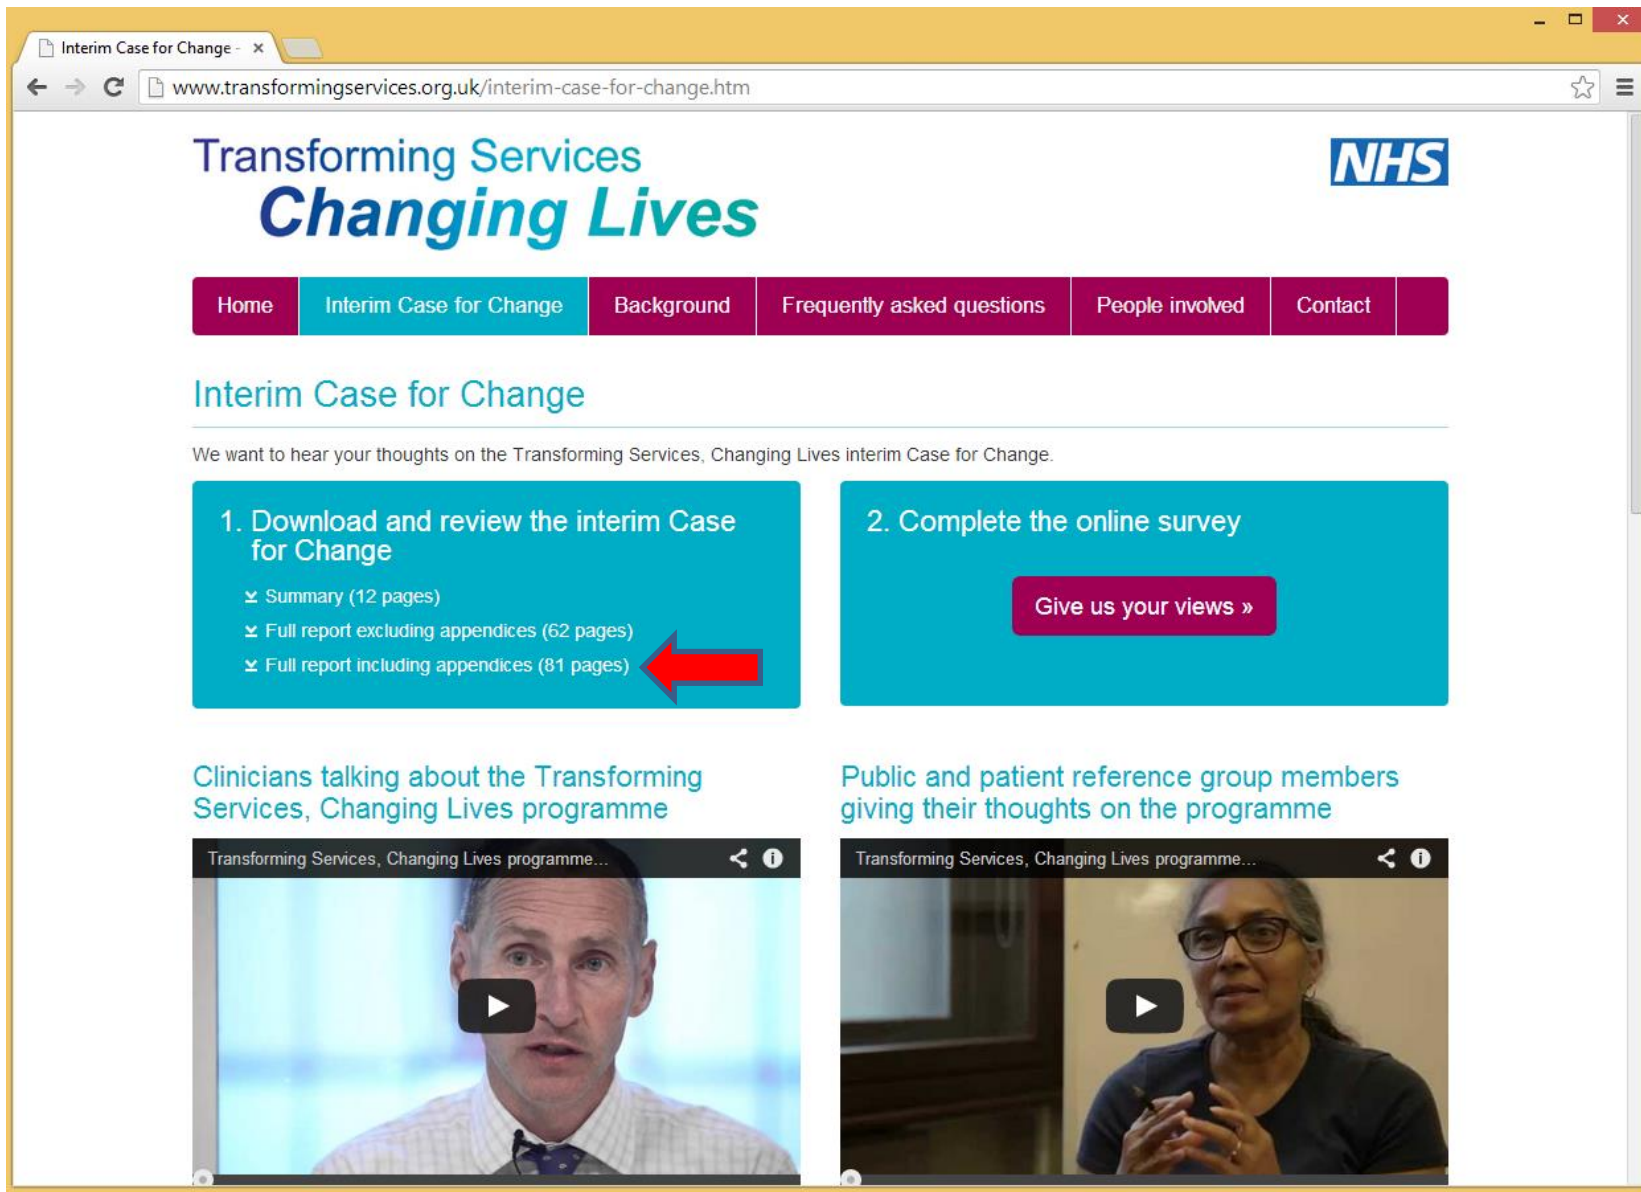 Interim Case for Change -
www.transformingservices.org.uk/interim-case-for-change.htm
Transforming Services
Changing Lives
NHS
Home Interim Case for Change Background Frequently asked questions People involved Contact
Interim Case for Change
We want to hear your thoughts on the Transforming Services, Changing Lives interim Case for Change.
1. Download and review the interim Case
for Change
Summary (12 pages)
Full report excluding appendices (62 pages)
Full report including appendices (81 pages)
2. Complete the online survey
Give us your views »
Clinicians talking about the Transforming
Services, Changing Lives programme
Transforming Services, Changing Lives programme...
Public and patient reference group members
giving their thoughts on the programme
Transforming Services, Changing Lives programme...